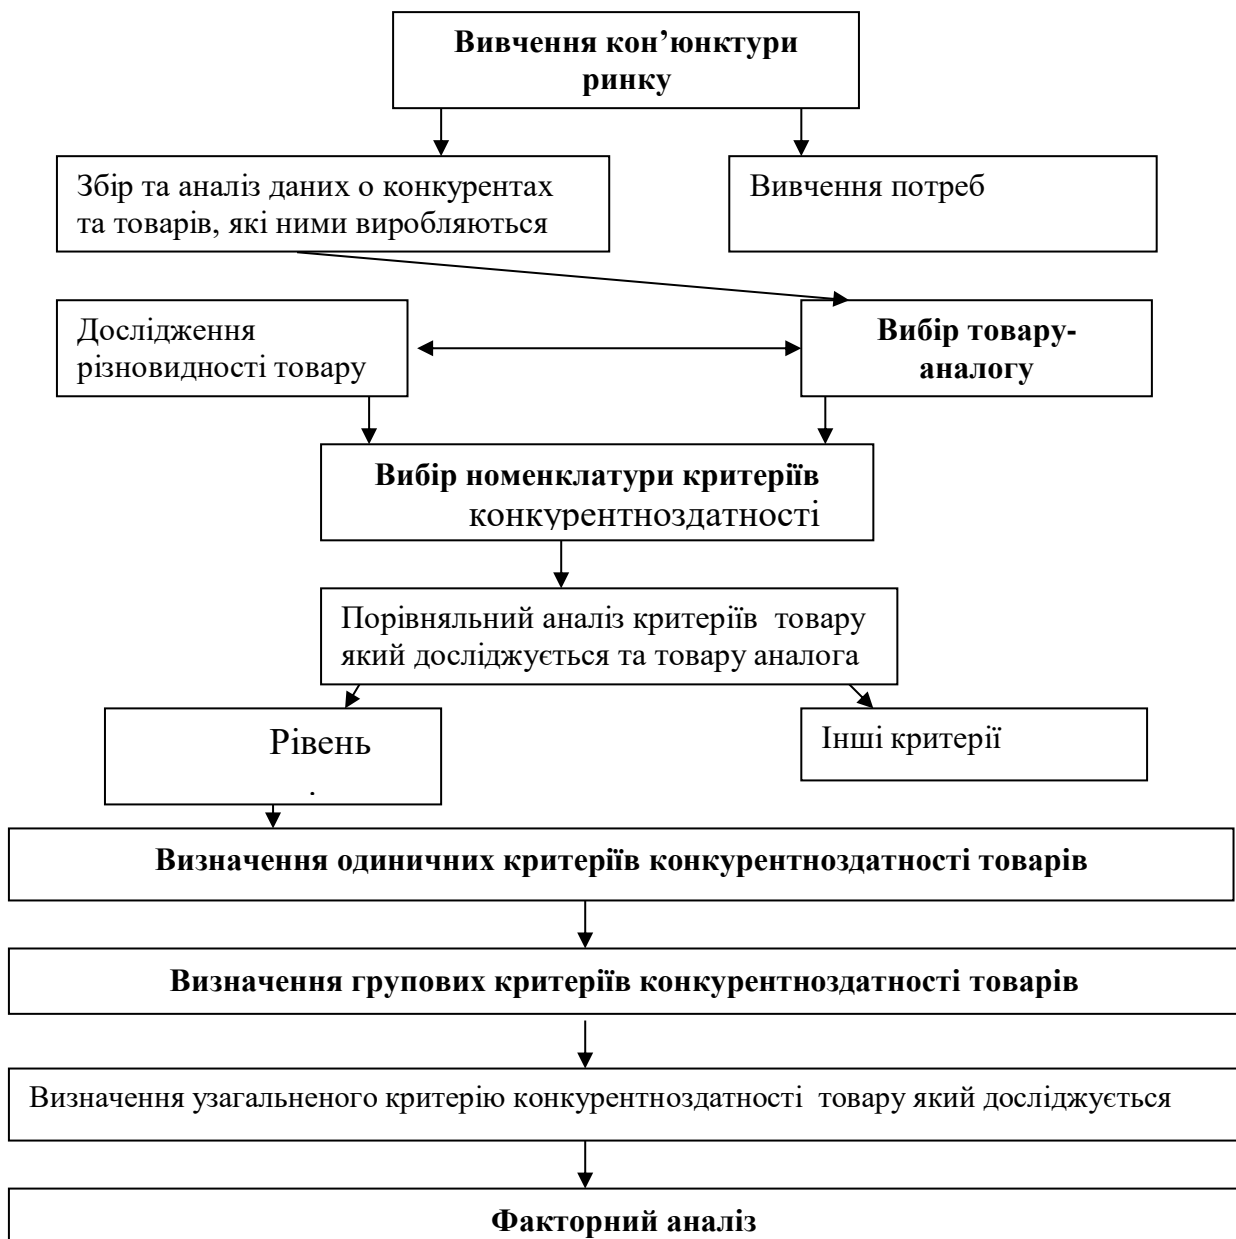 Вивчення кон’юнктури
ринку
Збір та аналіз даних о конкурентах
та товарів, які ними виробляються
Вивчення потреб
Дослідження
різновидності товару
Вибір товару-
аналогу
Вибір номенклатури критеріїв
конкурентноздатності
Порівняльний аналіз критеріїв товару
який досліджується та товару аналога
Рівень
.
Інші критерії
Визначення одиничних критеріїв конкурентноздатності товарів
Визначення групових критеріїв конкурентноздатності товарів
Визначення узагальненого критерію конкурентноздатності товару який досліджується
Факторний аналіз